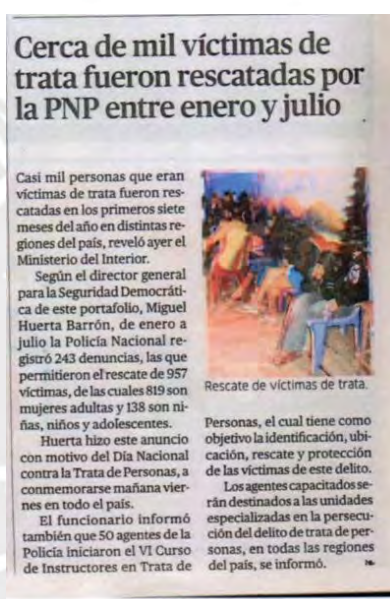 Cerca de mil víctimas de
trata fueron rescatadas por
la PNP entre enero y julio
Casi mil personas que eran
víctimas de trata fueron res-
catadas en los primeros siete
meses del año en distintas re-
giones del país, reveló ayer el
Ministerio del Interior.
Según el director general
para la Seguridad Democráti-
ca de este portafolio, Miguel
Huerta Barrón, de enero a
julio la Policía Nacional re-
gistró 243 denuncias, las que
permitieron el rescate de 957
víctimas, de las cuales 819 son
mujeres adultas y 138 son ni-
ñas, niños y adolescentes.
Huerta hizo este anuncio
con motivo del Día Nacional
contra la Trata de Personas, a
conmemorarse mañana vier-
nes en todo el país.
El funcionario informó
también que 50 agentes de la
Policía iniciaron el VI Curso
de Instructores en Trata de
Rescate de víctimas de trata.
Personas, el cual tiene como
objetivo la identificación, ubi-
cación, rescate y protección
de las víctimas de este delito.
Los agentes capacitados se-
rán destinados a las unidades
especializadas en la persecu-
ción del delito de trata de per-
sonas, en todas las regiones
del país, se informó.